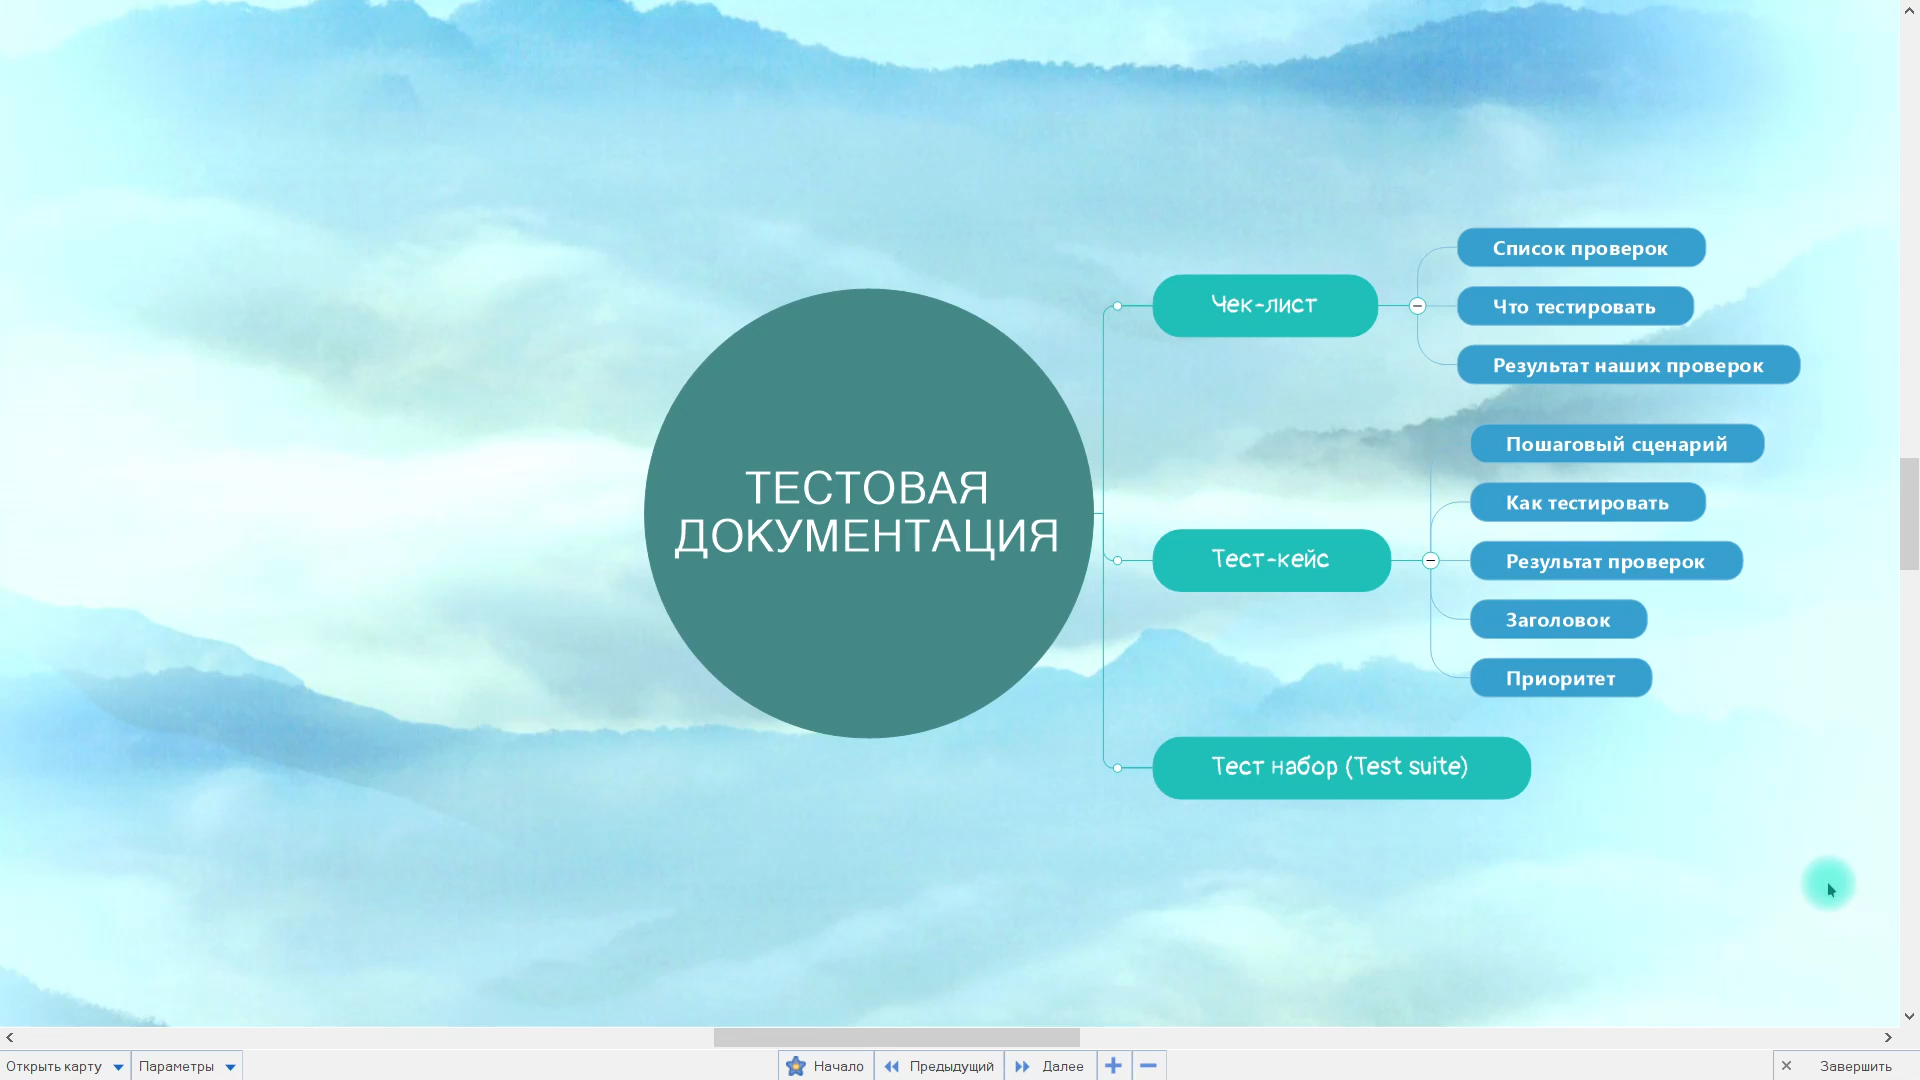 ТЕСТОВАЯ
ДОКУМЕНТАЦИЯ
Чек-лист
Список проверок
Что тестировать
Результат наших проверок
Тест-кейс
Пошаговый сценарий
Как тестировать
Результат проверок
Заголовок
Приоритет
Тест набор (Test suite)
Открыть карту
Параметры
Начало
Предыдущий
Далее
Завершить